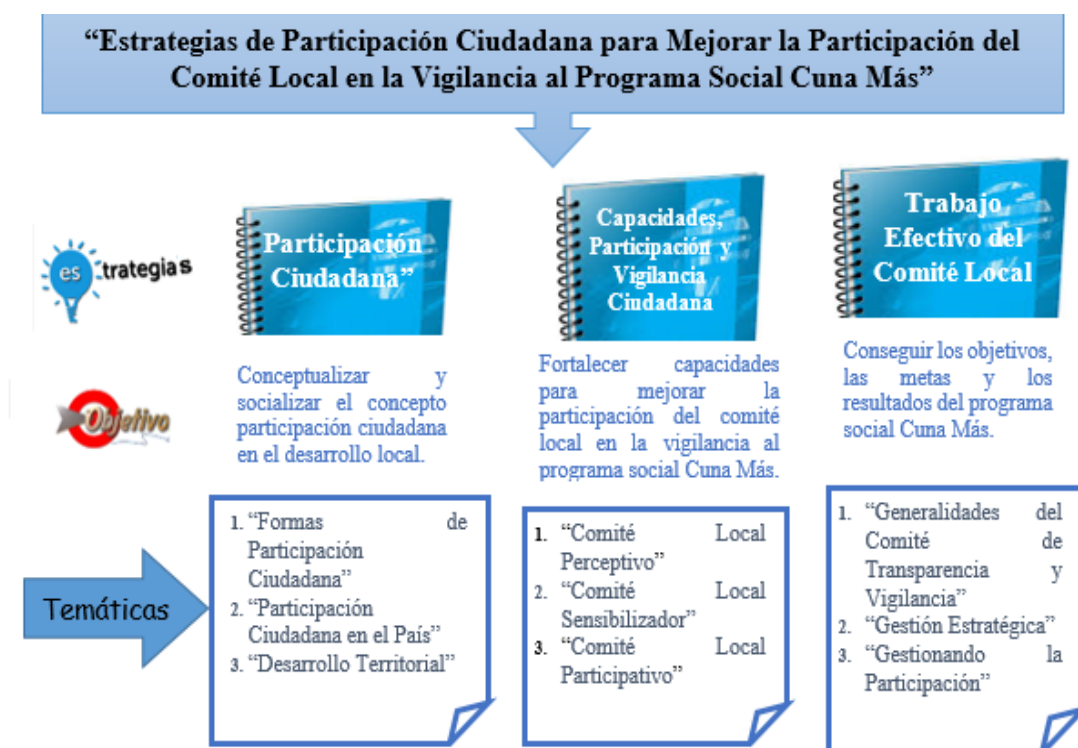 “Estrategias de Participación Ciudadana para Mejorar la Participación del
Comité Local en la Vigilancia al Programa Social Cuna Más”
es trategias
Participación
Ciudadana”
Capacidades,
Participación y
Vigilancia
Ciudadana
Trabajo
Efectivo del
Comité Local
Objetivo
Conceptualizar y
socializar el concepto
participación ciudadana
en el desarrollo local.
Fortalecer capacidades
para mejorar la
participación del comité
local en la vigilancia al
programa social Cuna Más.
Conseguir los objetivos,
las metas y los
resultados del programa
social Cuna Más.
Temáticas
1. “Formas de
Participación
Ciudadana”
2. “Participación
Ciudadana en el País”
3. “Desarrollo Territorial”
1. “Comité Local
Perceptivo”
2. “Comité Local
Sensibilizador”
3. “Comité Local
Participativo”
1. “Generalidades del
Comité de
Transparencia y
Vigilancia”
2. “Gestión Estratégica”
3. “Gestionando la
Participación”